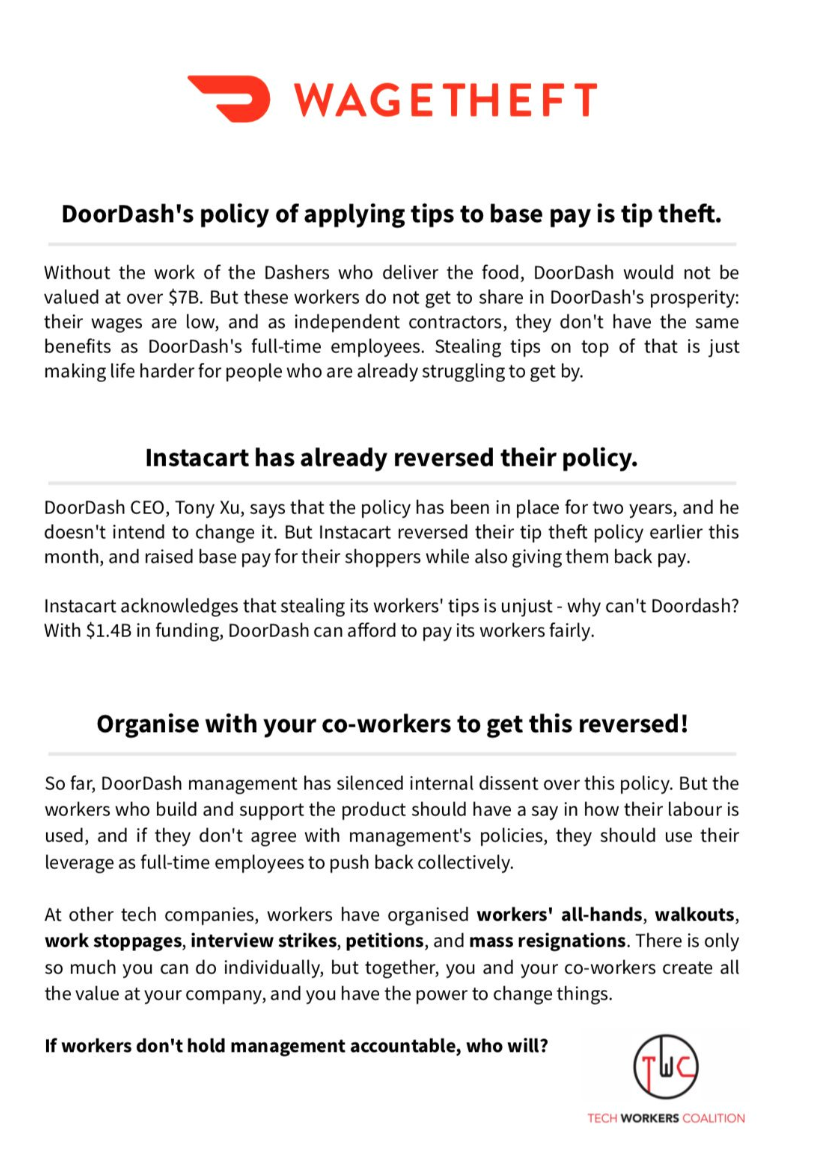 WAGETHEFT
DoorDash's policy of applying tips to base pay is tip theft.
Without the work of the Dashers who deliver the food, DoorDash would not be
valued at over $7B. But these workers do not get to share in DoorDash's prosperity:
their wages are low, and as independent contractors, they don't have the same
benefits as DoorDash's full-time employees. Stealing tips on top of that is just
making life harder for people who are already struggling to get by.
Instacart has already reversed their policy.
DoorDash CEO, Tony Xu, says that the policy has been in place for two years, and he
doesn't intend to change it. But Instacart reversed their tip theft policy earlier this
month, and raised base pay for their shoppers while also giving them back pay.
Instacart acknowledges that stealing its workers' tips is unjust - why can't Doordash?
With $1.4B in funding, DoorDash can afford to pay its workers fairly.
Organise with your co-workers to get this reversed!
So far, DoorDash management has silenced internal dissent over this policy. But the
workers who build and support the product should have a say in how their labour is
used, and if they don't agree with management's policies, they should use their
leverage as full-time employees to push back collectively.
At other tech companies, workers have organised workers' all-hands, walkouts,
work stoppages, interview strikes, petitions, and mass resignations. There is only
so much you can do individually, but together, you and your co-workers create all
the value at your company, and you have the power to change things.
If workers don't hold management accountable, who will?
TWC
TECH WORKERS COALITION